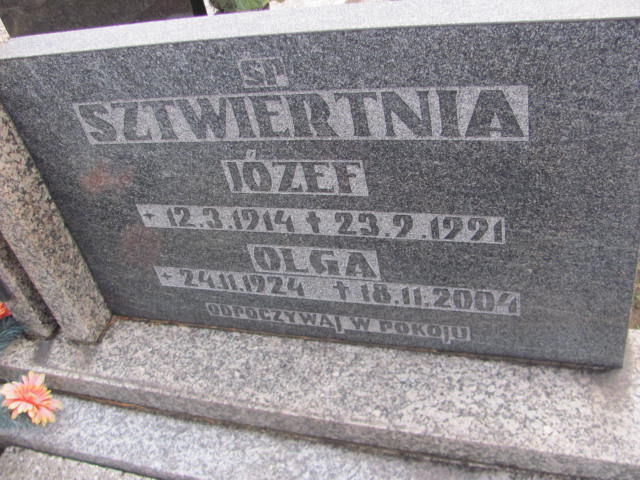 ŚP
SZTWIERTNIA
JÓZEF
* 12.3.1914 † 23.9.1991
OLGA
* 24.11.1924 † 18.11.2004
ODPOCZYWAJ W POKOJU